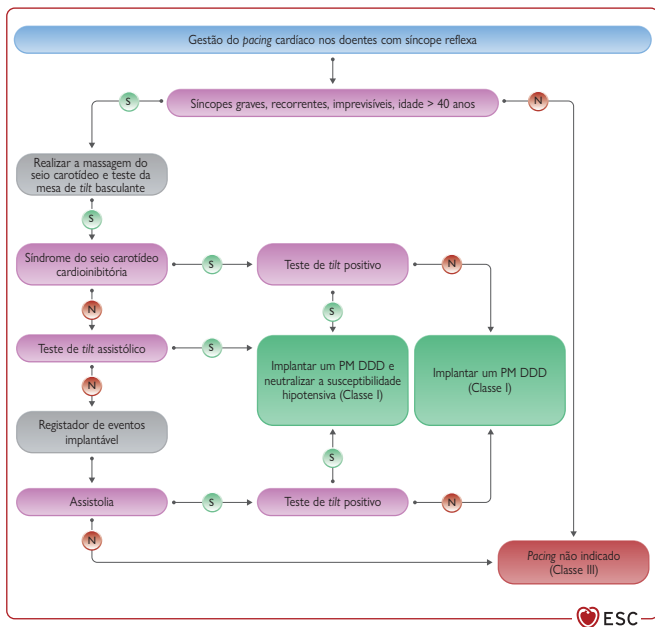 Gestão do pacing cardíaco nos doentes com síncope reflexa
Síncopes graves, recorrentes, imprevisíveis, idade > 40 anos
S
N
Realizar a massagem do
seio carotídeo e teste da
mesa de tilt basculante
S
Síndrome do seio carotídeo
cardioinibitória
S
Teste de tilt positivo
N
N
S
Teste de tilt assistólico
S
Implantar um PM DDD e
neutralizar a susceptibilidade
hipotensiva (Classe I)
Implantar um PM DDD
(Classe I)
N
Registador de eventos
implantável
S
Assistolia
S
Teste de tilt positivo
N
N
Pacing não indicado
(Classe III)
ESC